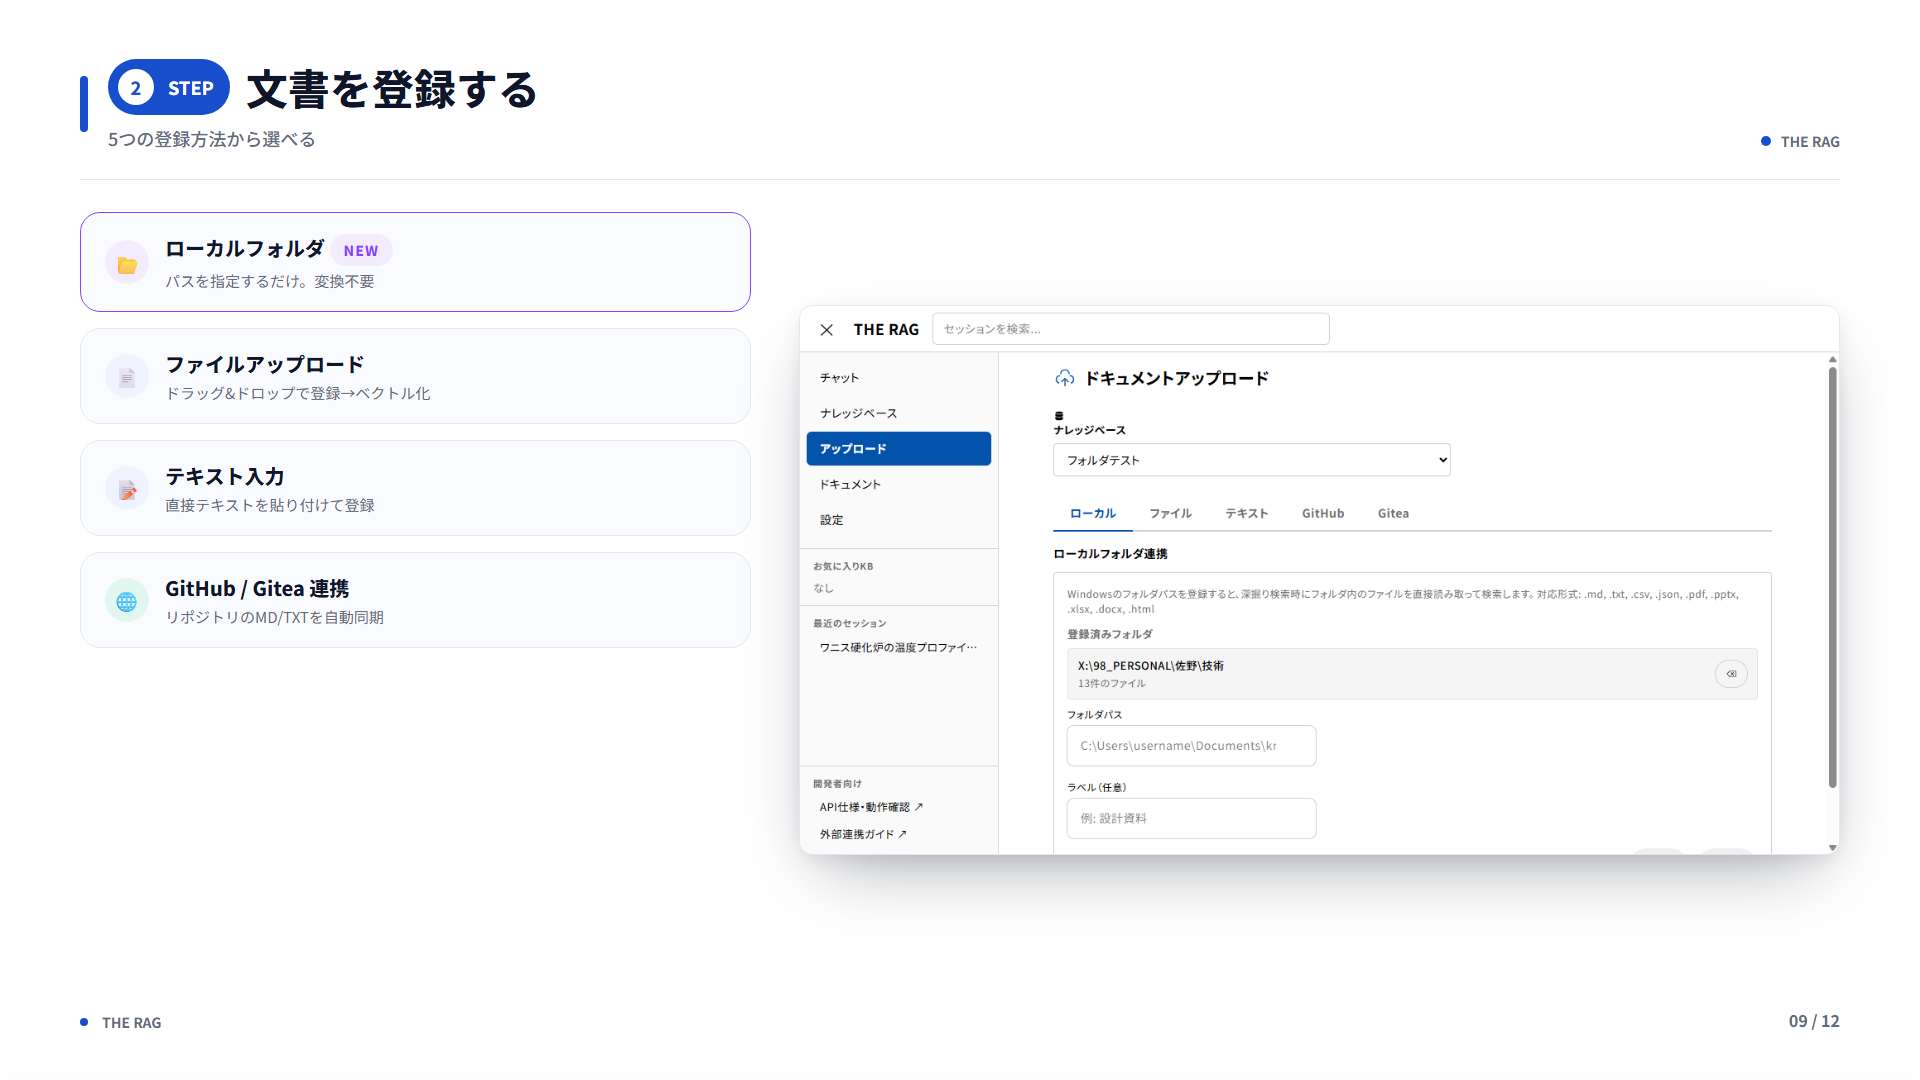 2 STEP 文書を登録する
5つの登録方法から選べる
THE RAG
ローカルフォルダ NEW
パスを指定するだけ。変換不要
ファイルアップロード
ドラッグ&ドロップで登録→ベクトル化
テキスト入力
直接テキストを貼り付けて登録
GitHub / Gitea 連携
リポジトリのMD/TXTを自動同期
THE RAG
セッションを検索...
チャット
ナレッジベース
アップロード
ドキュメント
設定
お気に入りKB
なし
最近のセッション
ワニス硬化炉の温度プロファイ…
開発者向け
API仕様・動作確認 ↗
外部連携ガイド ↗
ドキュメントアップロード
ナレッジベース
フォルダテスト
ローカル ファイル テキスト GitHub Gitea
ローカルフォルダ連携
Windowsのフォルダパスを登録すると、深掘り検索時にフォルダ内のファイルを直接読み取って検索します。対応形式: .md, .txt, .csv, .json, .pdf, .pptx,
.xlsx, .docx, .html
登録済みフォルダ
X:\98_PERSONAL\佐野\技術
13件のファイル
フォルダパス
C:\Users\username\Documents\kr
ラベル（任意）
例: 設計資料
THE RAG
09 / 12